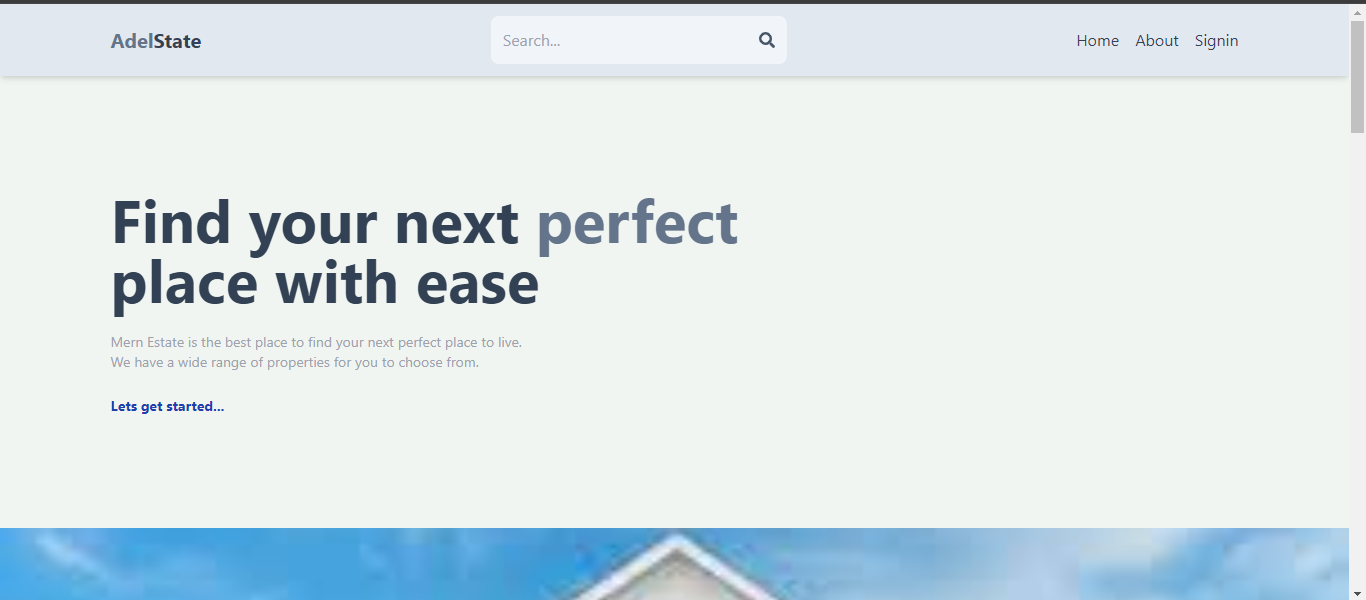 AdelState
Search...
Home About Signin
Find your next perfect
place with ease
Mern Estate is the best place to find your next perfect place to live.
We have a wide range of properties for you to choose from.
Lets get started...